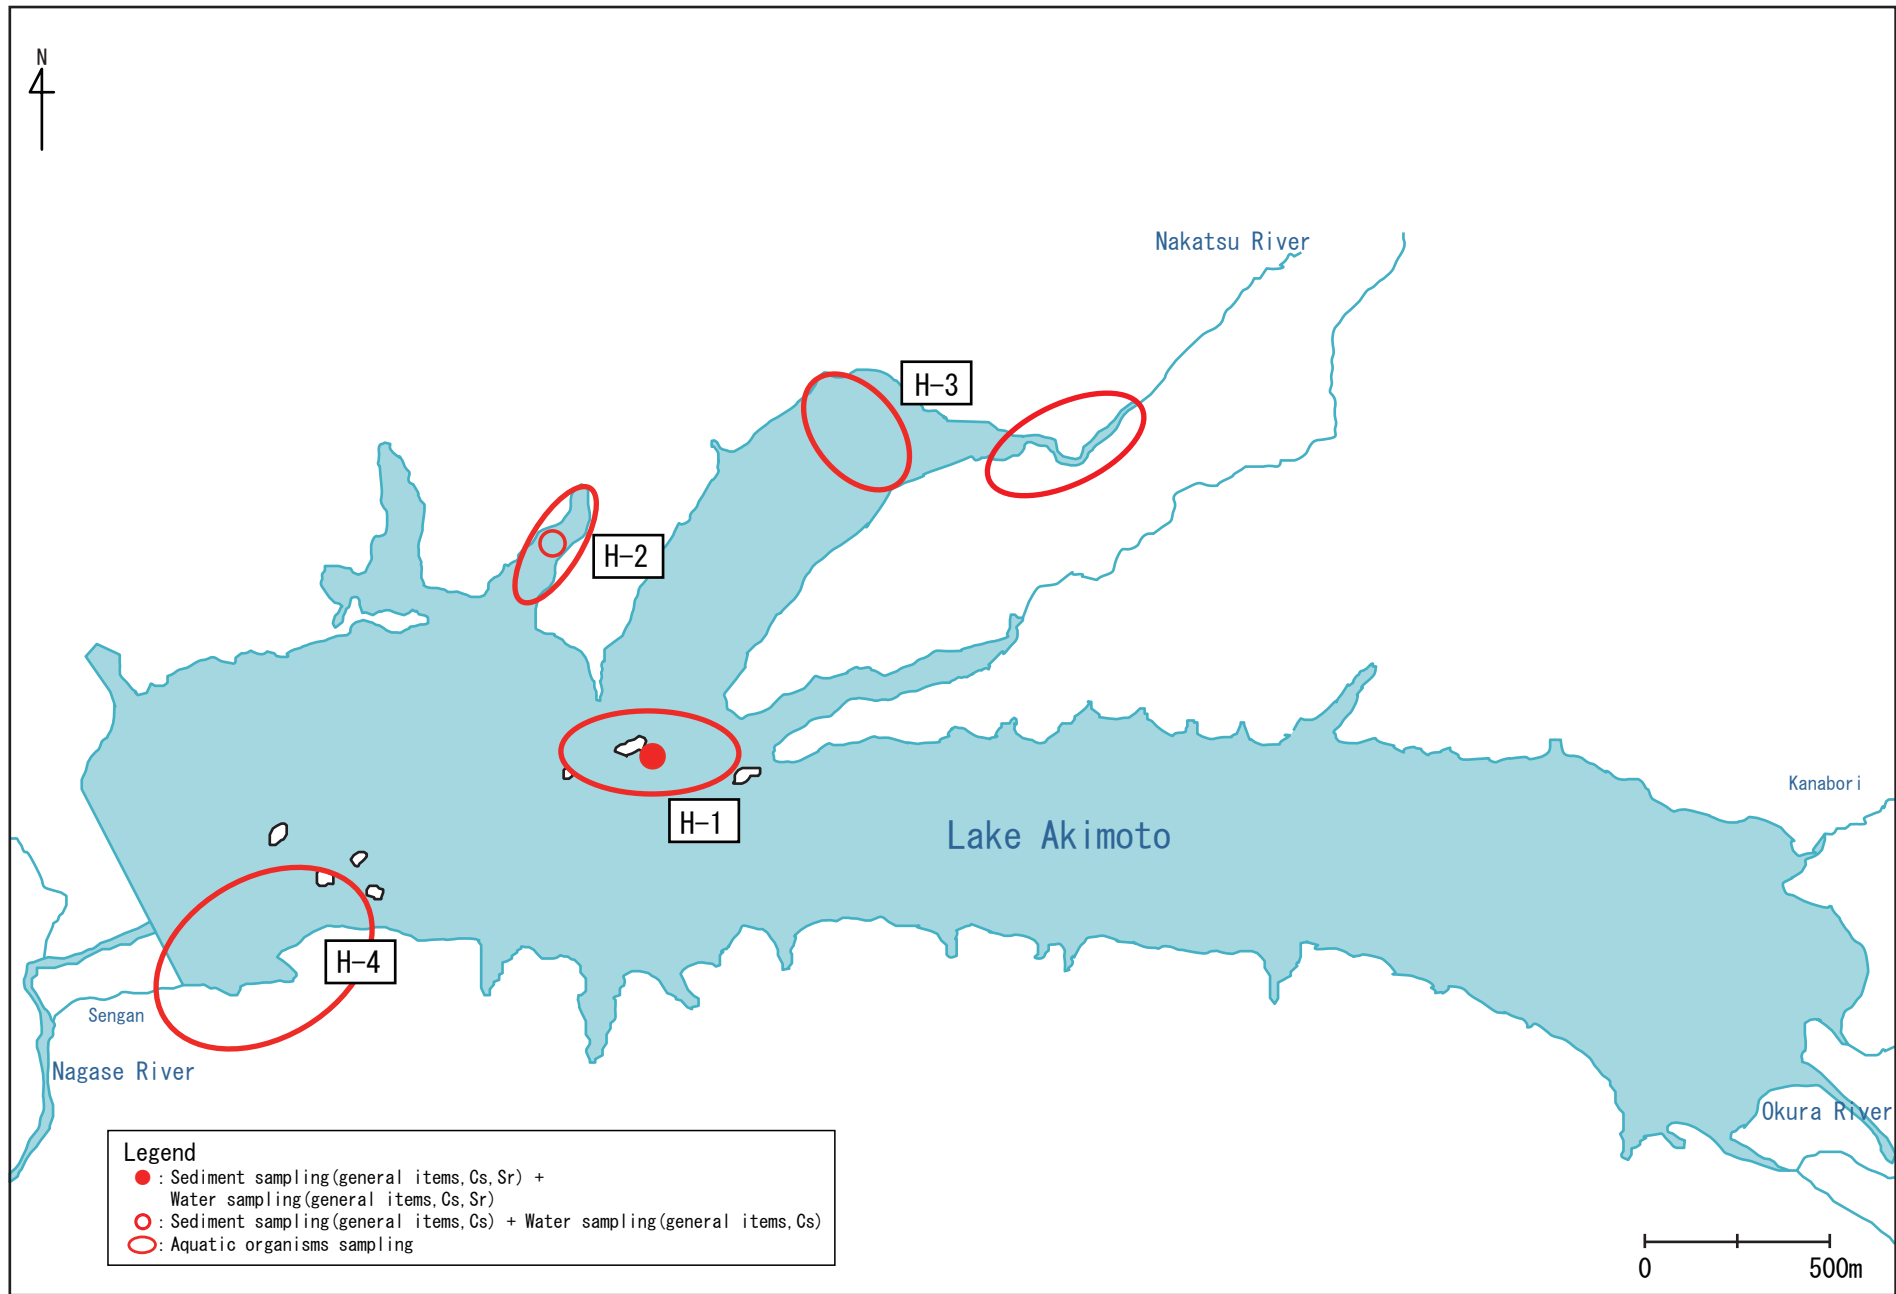 N
Nakatsu River
H-3
H-2
Kanabori
H-1
Lake Akimoto
H-4
Sengan
Nagase River
Okura River
Legend
: Sediment sampling(general items,Cs,Sr) +
Water sampling(general items,Cs,Sr)
: Sediment sampling(general items,Cs) + Water sampling(general items,Cs)
: Aquatic organisms sampling
0 500m